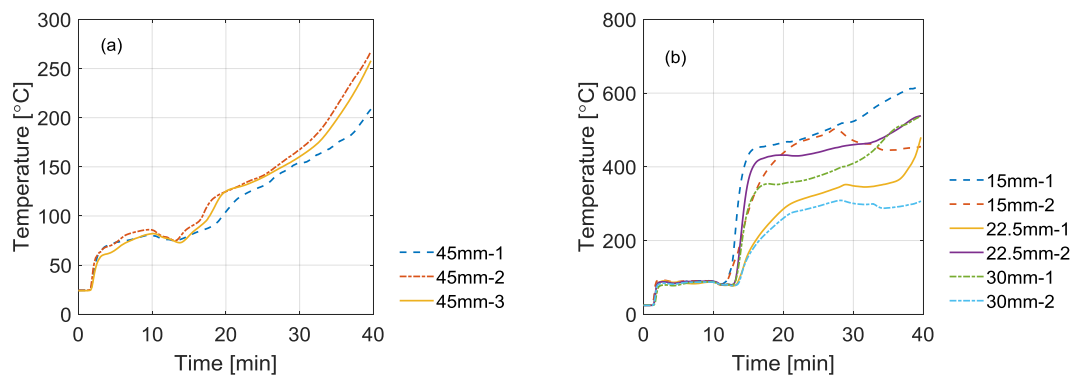 300
250
200
150
100
50
0
Temperature [°C]
(a)
0 10 20 30 40
Time [min]
45mm-1
45mm-2
45mm-3
800
600
400
200
0
Temperature [°C]
(b)
0 10 20 30 40
Time [min]
15mm-1
15mm-2
22.5mm-1
22.5mm-2
30mm-1
30mm-2